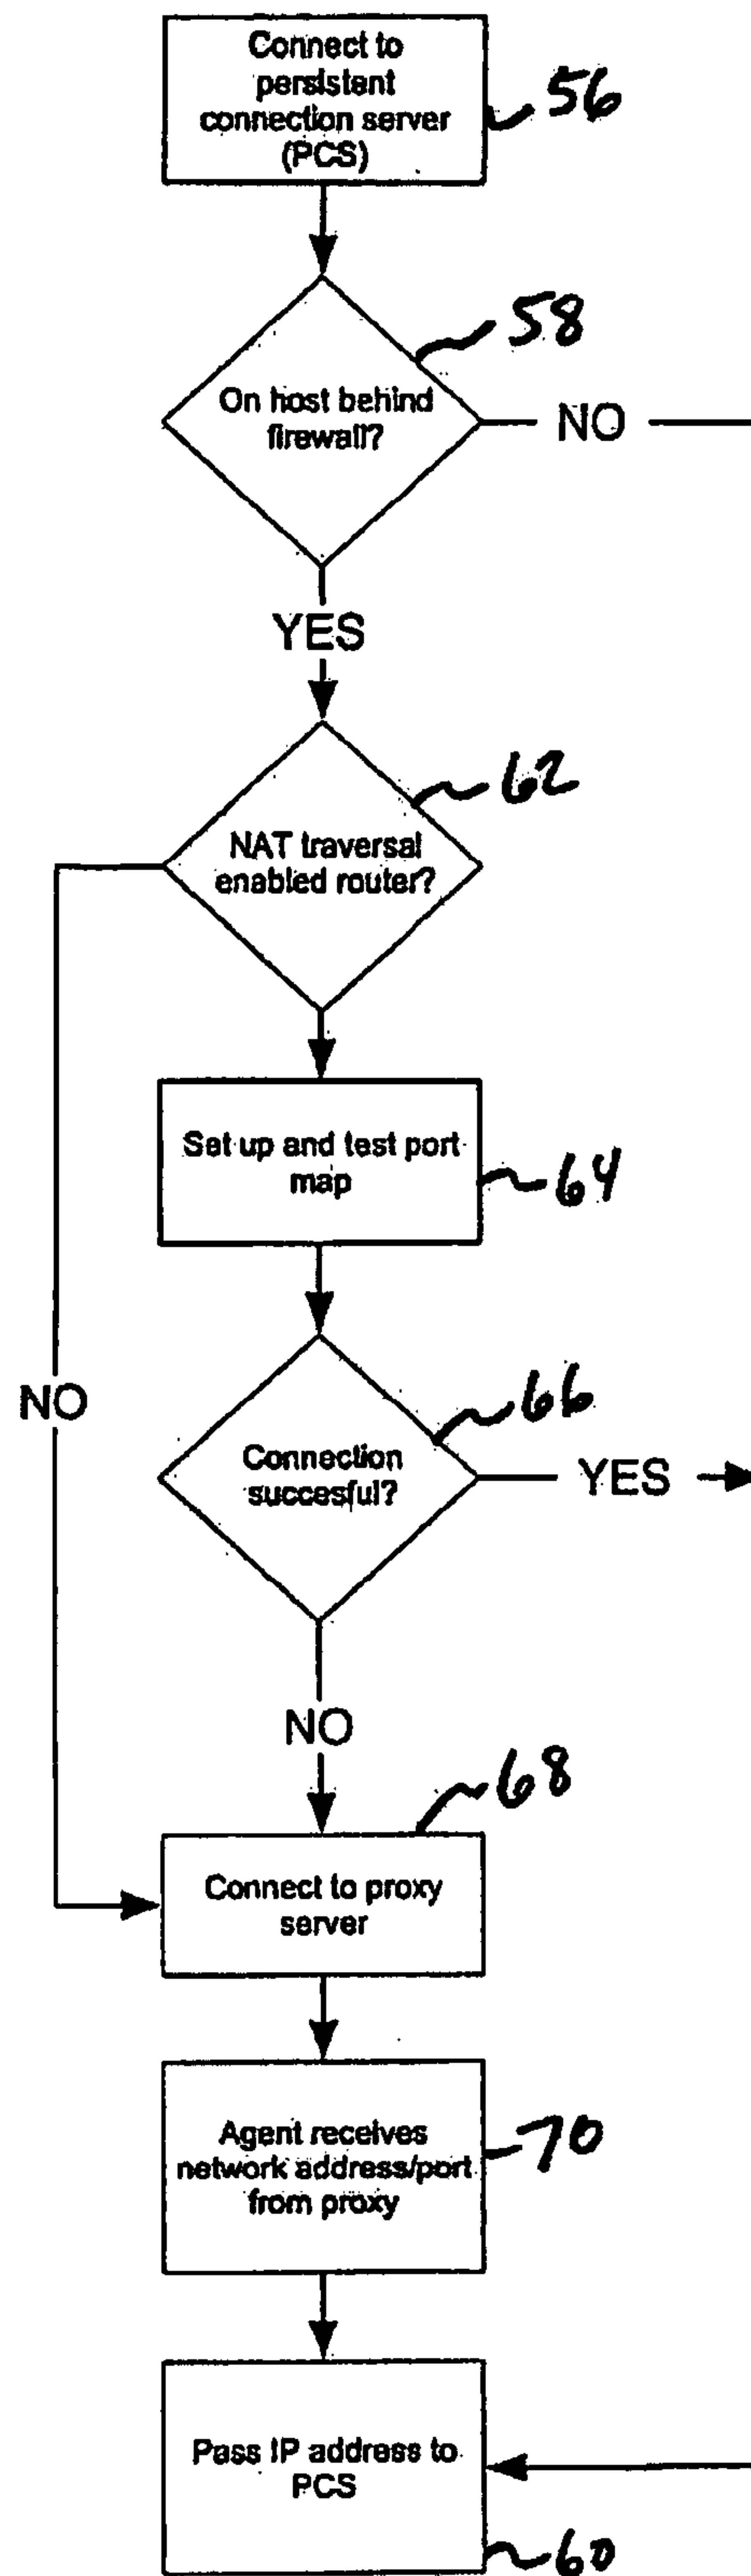 Connect to
persistent
connection server
(PCS)
56
58
On host behind
firewall?
NO
YES
62
NAT traversal
enabled router?
Set up and test port
map
64
NO
66
Connection
succesful?
YES
NO
68
Connect to proxy
server
Agent receives
network address/port
from proxy
70
Pass IP address to
PCS
60